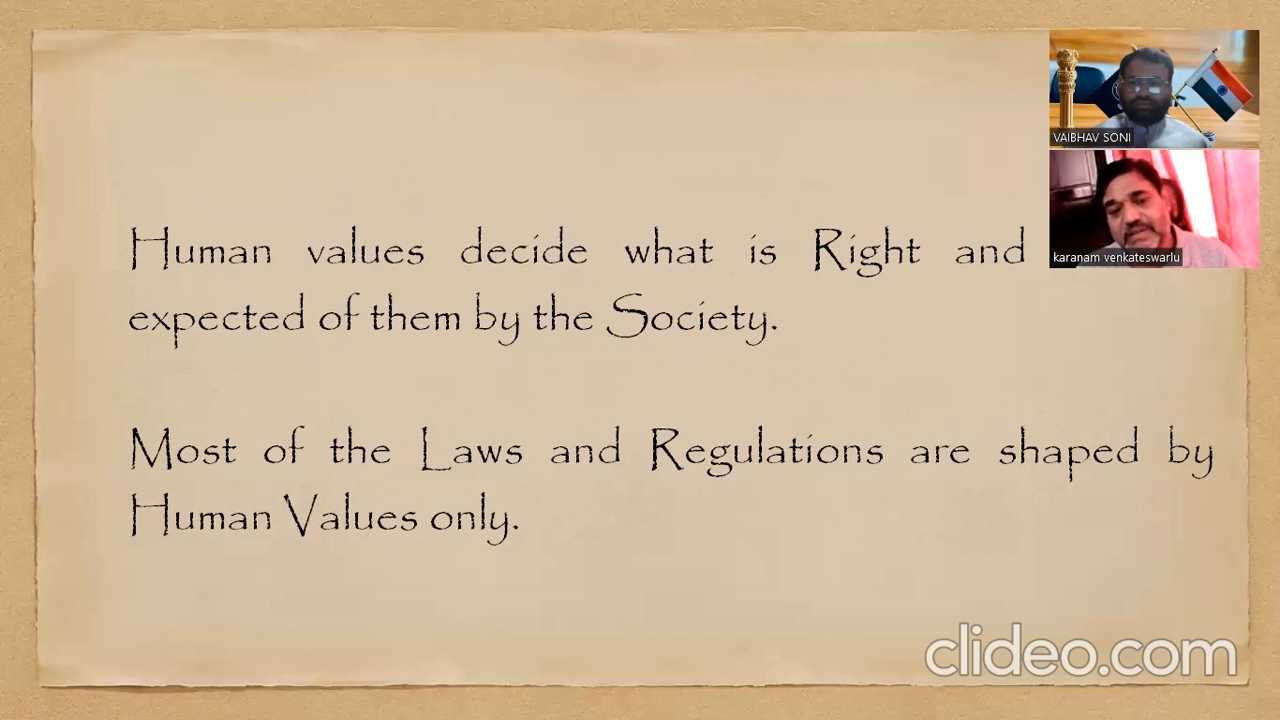 VAIBHAV SONI
karanam venkateswarlu
Human values decide what is Right and
expected of them by the Society.
Most of the Laws and Regulations are shaped by
Human Values only.
clideo.com